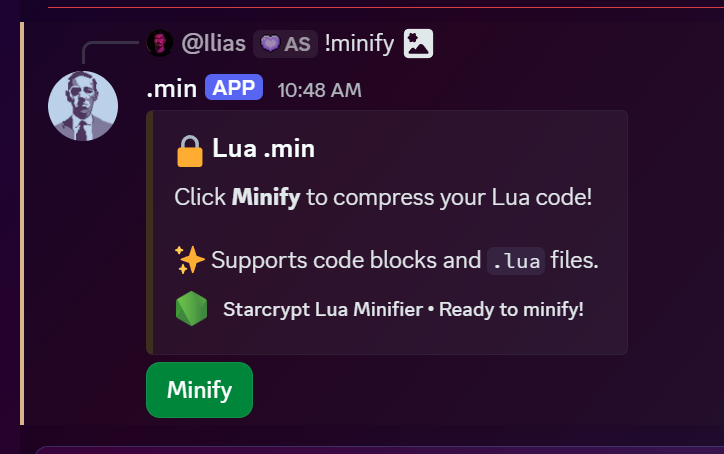 @Ilias AS !minify
.min APP 10:48 AM
Lua .min
Click Minify to compress your Lua code!
Supports code blocks and .lua files.
Starcrypt Lua Minifier • Ready to minify!
Minify